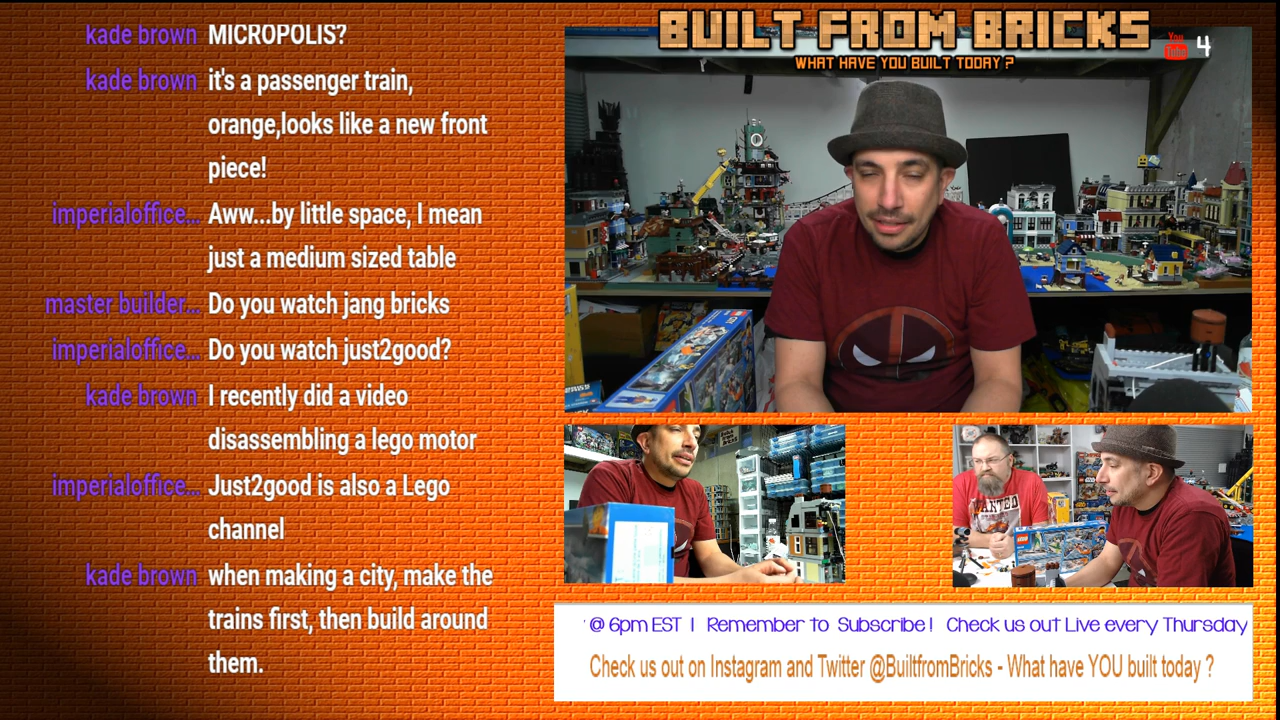 kade brown MICROPOLIS?
kade brown it's a passenger train,
orange,looks like a new front
piece!
imperialoffice... Aww...by little space, I mean
just a medium sized table
master builder... Do you watch jang bricks
imperialoffice... Do you watch just2good?
kade brown I recently did a video
disassembling a lego motor
imperialoffice... Just2good is also a Lego
channel
kade brown when making a city, make the
trains first, then build around
them.
BUILT FROM BRICKS
WHAT HAVE YOU BUILT TODAY ?
You
Tube 4
WANTED
@ 6pm EST I Remember to Subscribe ! Check us out Live every Thursday
Check us out on Instagram and Twitter @BuiltfromBricks - What have YOU built today ?